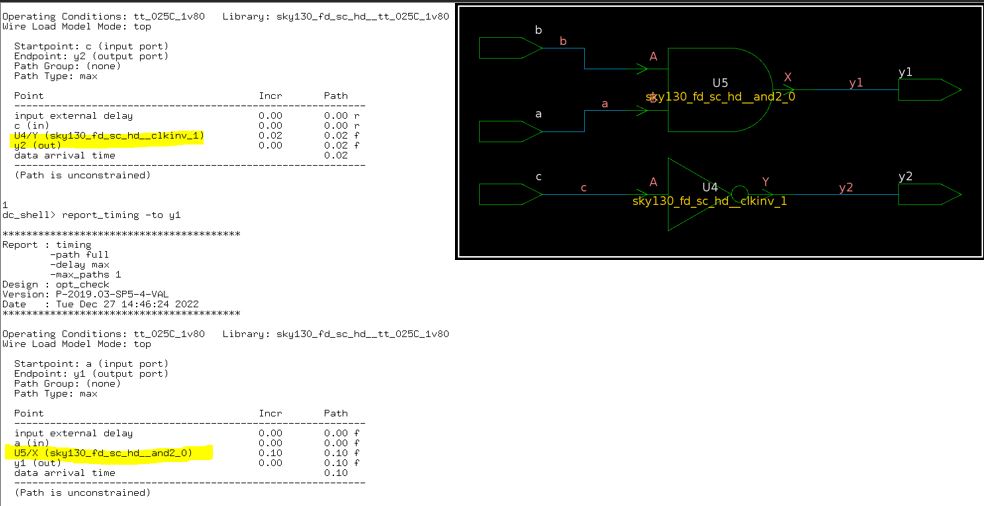 Operating Conditions: tt_025C_1v80   Library: sky130_fd_sc_hd__tt_025C_1v80
Wire Load Model Mode: top
Startpoint: c (input port)
Endpoint: y2 (output port)
Path Group: (none)
Path Type: max
Point                                    Incr       Path
-----------------------------------------------------------
input external delay                     0.00       0.00 r
c (in)                                   0.00       0.00 r
U4/Y (sky130_fd_sc_hd__clkinv_1)         0.02       0.02 f
y2 (out)                                 0.00       0.02 f
data arrival time                                   0.02
-----------------------------------------------------------
(Path is unconstrained)
1
dc_shell> report_timing -to y1
****************************************
Report : timing
-path full
-delay max
-max_paths 1
Design : opt_check
Version: P-2019.03-SP5-4-VAL
Date   : Tue Dec 27 14:46:24 2022
****************************************
Operating Conditions: tt_025C_1v80   Library: sky130_fd_sc_hd__tt_025C_1v80
Wire Load Model Mode: top
Startpoint: a (input port)
Endpoint: y1 (output port)
Path Group: (none)
Path Type: max
Point                                    Incr       Path
-----------------------------------------------------------
input external delay                     0.00       0.00 f
a (in)                                   0.00       0.00 f
U5/X (sky130_fd_sc_hd__and2_0)           0.10       0.10 f
y1 (out)                                 0.00       0.10 f
data arrival time                                   0.10
-----------------------------------------------------------
(Path is unconstrained)
b
b
A
U5
X
y1
y1
sky130_fd_sc_hd__and2_0
a
a
B
c
c
A
U4
Y
y2
y2
sky130_fd_sc_hd__clkinv_1